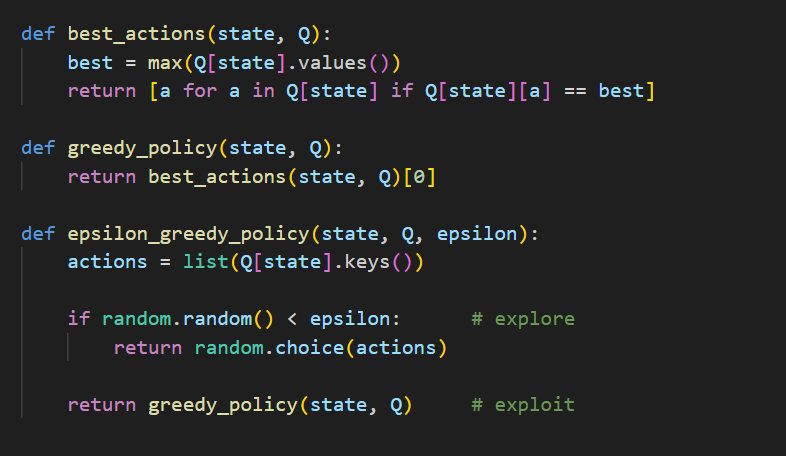 def best_actions(state, Q):
    best = max(Q[state].values())
    return [a for a in Q[state] if Q[state][a] == best]

def greedy_policy(state, Q):
    return best_actions(state, Q)[0]

def epsilon_greedy_policy(state, Q, epsilon):
    actions = list(Q[state].keys())

    if random.random() < epsilon:      # explore
        return random.choice(actions)

    return greedy_policy(state, Q)     # exploit